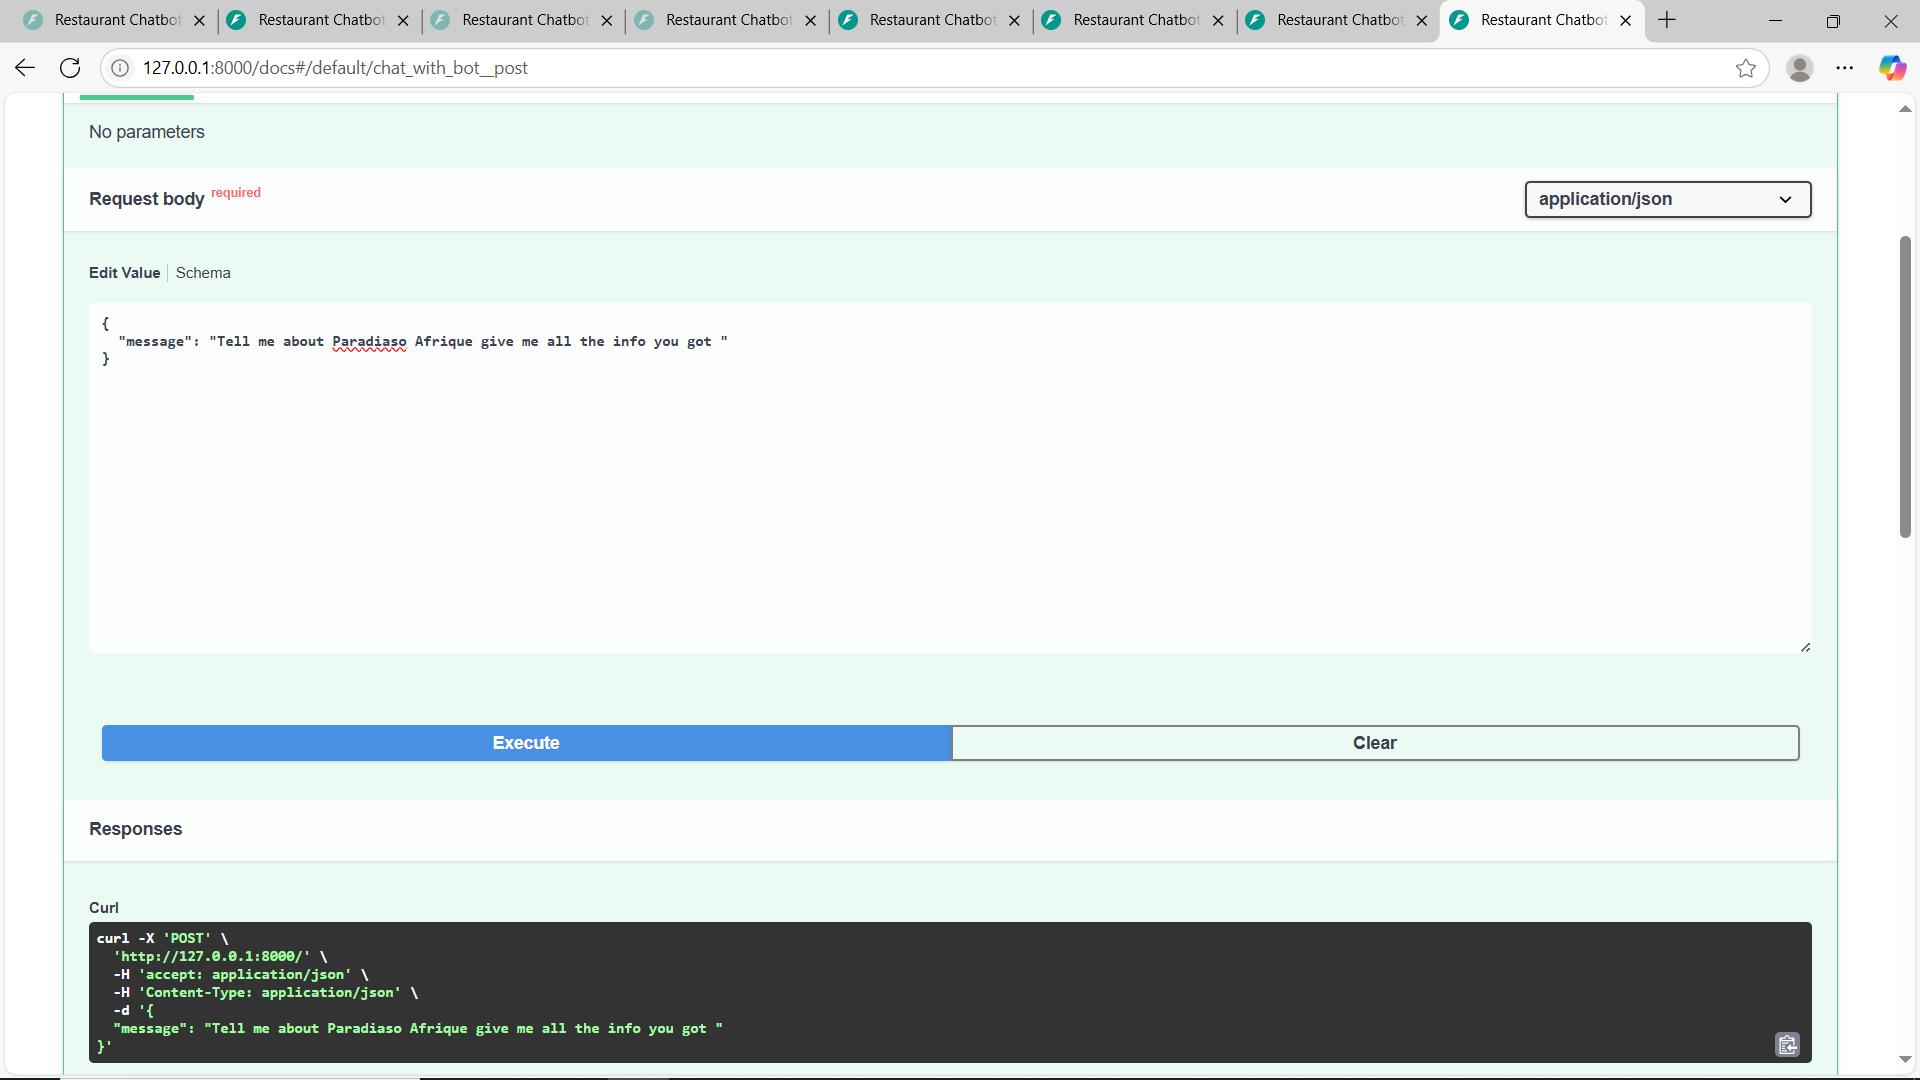 Restaurant Chatbot
Restaurant Chatbot
Restaurant Chatbot
Restaurant Chatbot
Restaurant Chatbot
Restaurant Chatbot
Restaurant Chatbot
Restaurant Chatbot
127.0.0.1:8000/docs#/default/chat_with_bot__post
No parameters
Request body required
application/json
Edit Value
Schema
{
"message": "Tell me about Paradiaso Afrique give me all the info you got "
}
Execute
Clear
Responses
Curl
curl -X 'POST' \
'http://127.0.0.1:8000/' \
-H 'accept: application/json' \
-H 'Content-Type: application/json' \
-d '{
"message": "Tell me about Paradiaso Afrique give me all the info you got "
}'